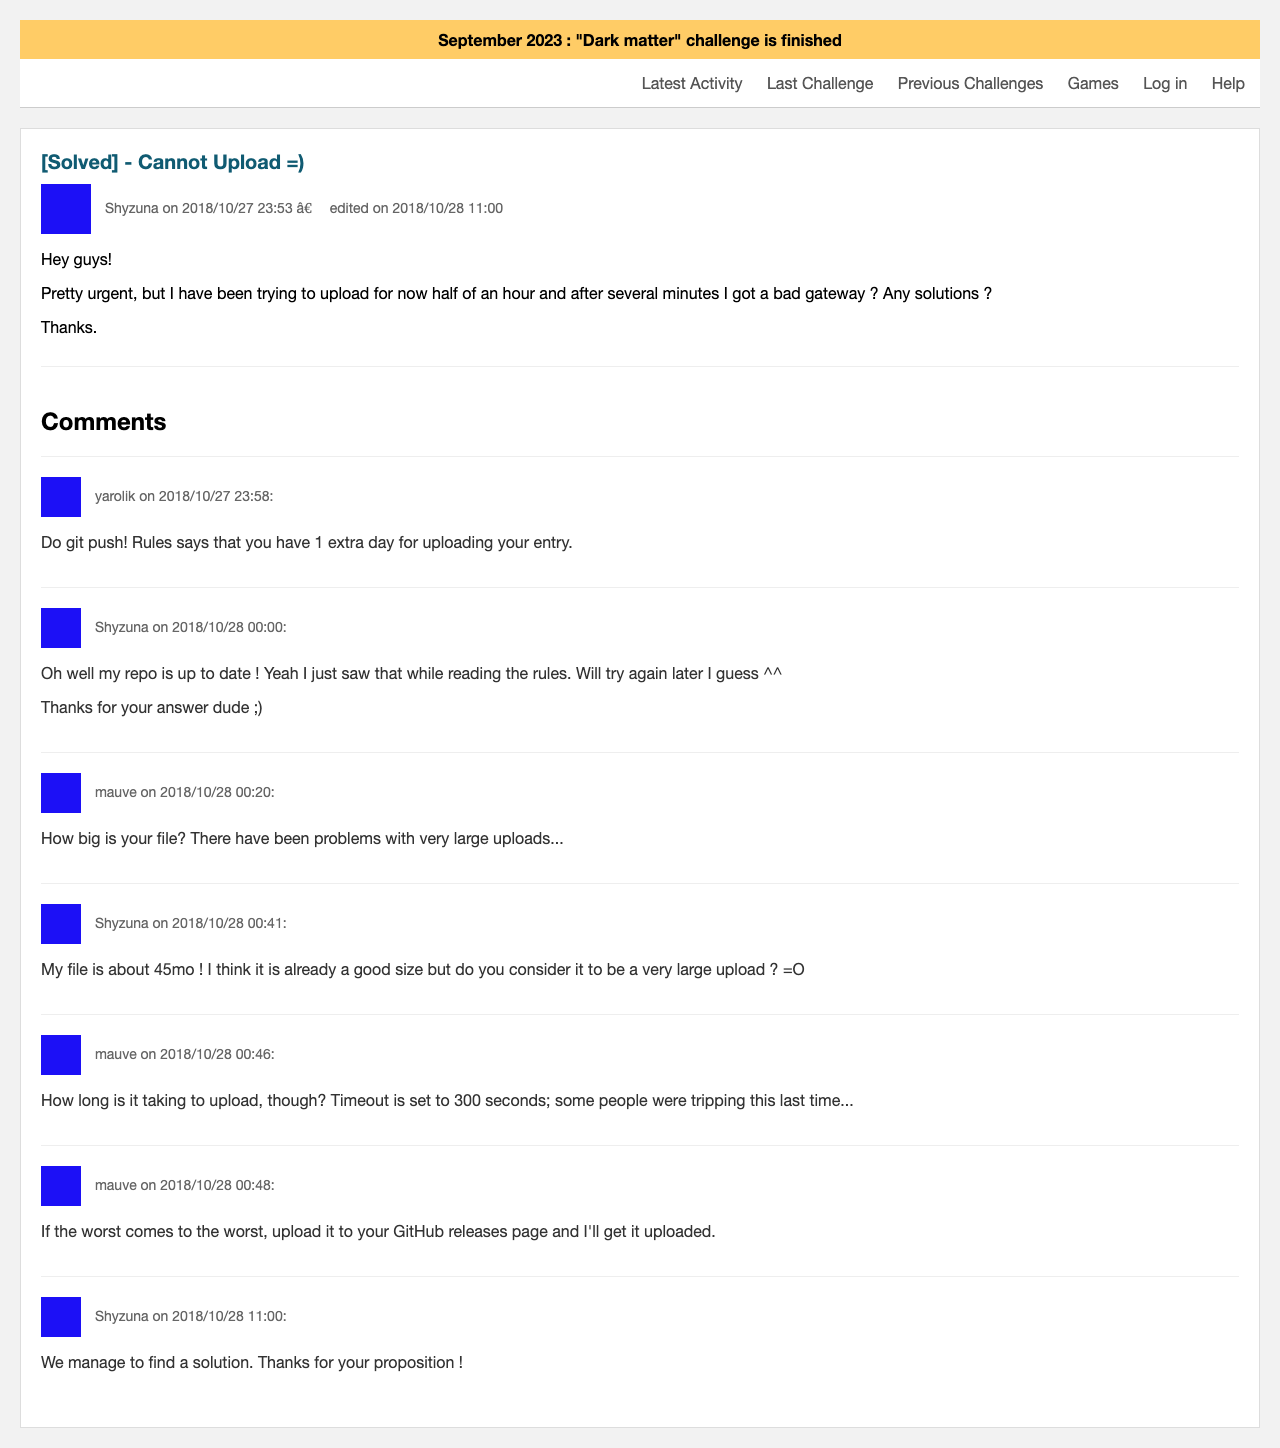 September 2023 : "Dark matter" challenge is finished
Latest Activity Last Challenge Previous Challenges Games Log in Help
[Solved] - Cannot Upload =)
Shyzuna on 2018/10/27 23:53 â€ edited on 2018/10/28 11:00
Hey guys!
Pretty urgent, but I have been trying to upload for now half of an hour and after several minutes I got a bad gateway ? Any solutions ?
Thanks.
Comments
yarolik on 2018/10/27 23:58:
Do git push! Rules says that you have 1 extra day for uploading your entry.
Shyzuna on 2018/10/28 00:00:
Oh well my repo is up to date ! Yeah I just saw that while reading the rules. Will try again later I guess ^^
Thanks for your answer dude ;)
mauve on 2018/10/28 00:20:
How big is your file? There have been problems with very large uploads...
Shyzuna on 2018/10/28 00:41:
My file is about 45mo ! I think it is already a good size but do you consider it to be a very large upload ? =O
mauve on 2018/10/28 00:46:
How long is it taking to upload, though? Timeout is set to 300 seconds; some people were tripping this last time...
mauve on 2018/10/28 00:48:
If the worst comes to the worst, upload it to your GitHub releases page and I'll get it uploaded.
Shyzuna on 2018/10/28 11:00:
We manage to find a solution. Thanks for your proposition !